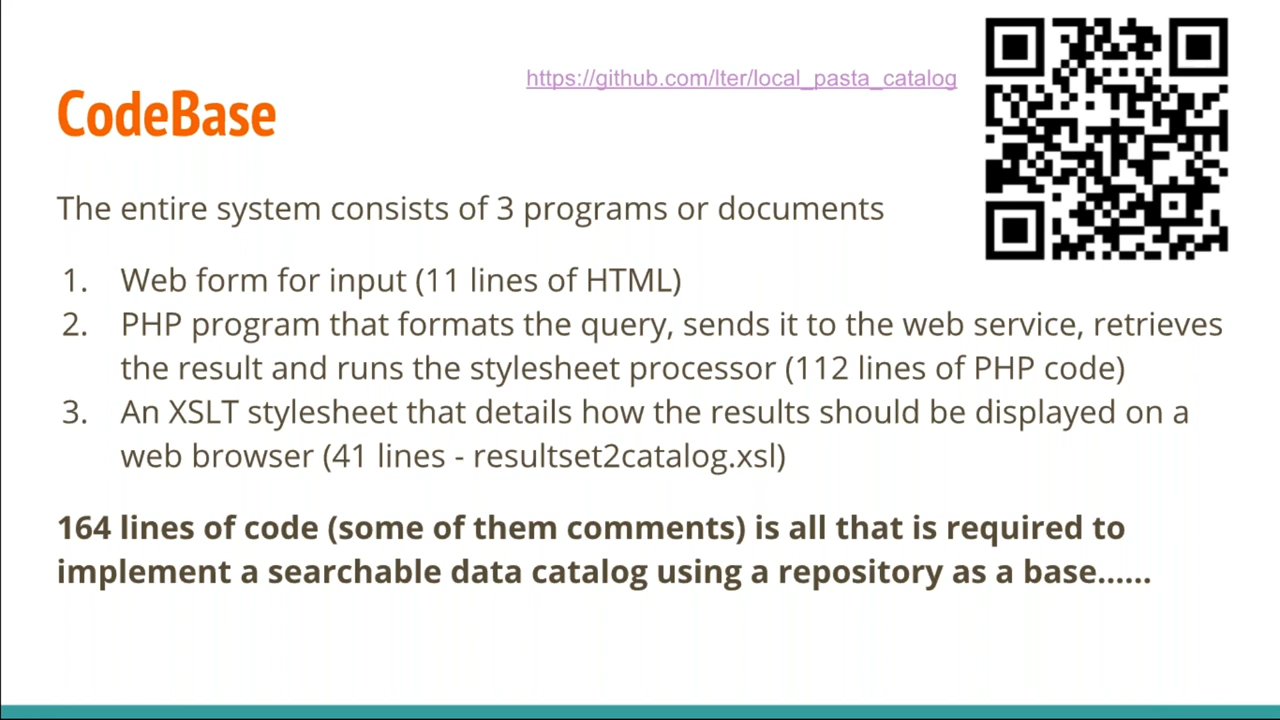 https://github.com/lter/local_pasta_catalog
CodeBase
The entire system consists of 3 programs or documents
1. Web form for input (11 lines of HTML)
2. PHP program that formats the query, sends it to the web service, retrieves
the result and runs the stylesheet processor (112 lines of PHP code)
3. An XSLT stylesheet that details how the results should be displayed on a
web browser (41 lines - resultset2catalog.xsl)
164 lines of code (some of them comments) is all that is required to
implement a searchable data catalog using a repository as a base......